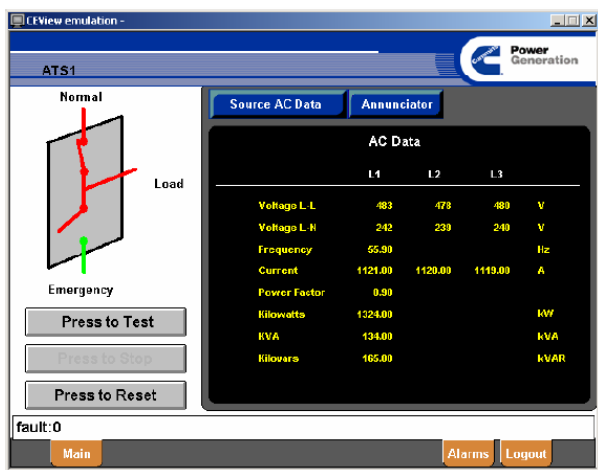 CEView emulation -
Power
Generation
ATS1
Normal
Load
Emergency
Source AC Data
Annunciator
AC Data
L1 L2 L3
Voltage L-L 483 478 480 V
Voltage L-N 242 239 240 V
Frequency 55.90 Hz
Current 1121.00 1120.00 1119.00 A
Power Factor 0.90
Kilowatts 1324.00 kW
KVA 134.00 kVA
Kilovars 165.00 kVAR
Press to Test
Press to Stop
Press to Reset
fault:0
Main
Alarms
Logout